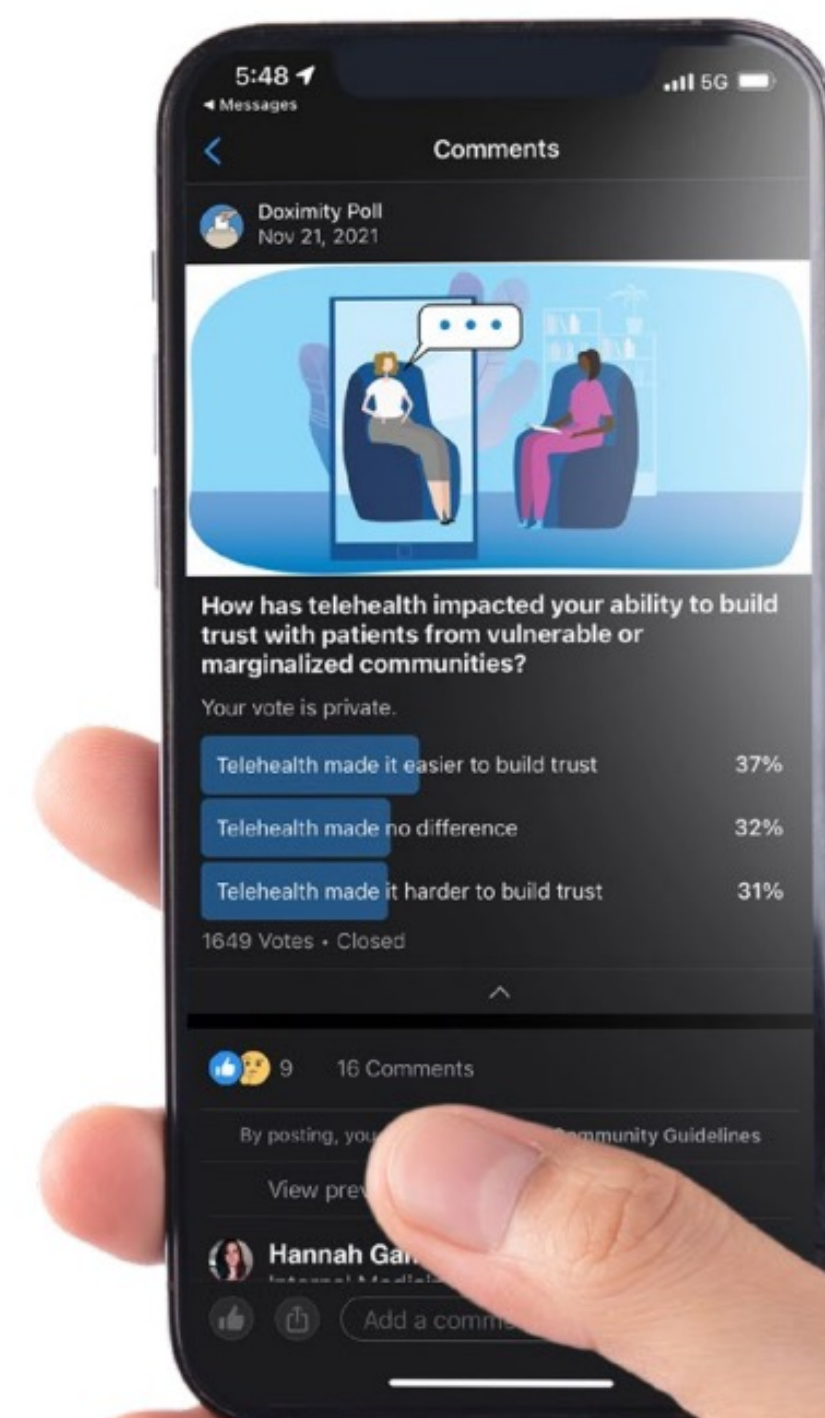 5:48
5G
Messages
Comments
Doximity Poll
Nov 21, 2021
How has telehealth impacted your ability to build
trust with patients from vulnerable or
marginalized communities?
Your vote is private.
Telehealth made it easier to build trust 37%
Telehealth made no difference 32%
Telehealth made it harder to build trust 31%
1649 Votes • Closed
9 16 Comments
By posting, you Community Guidelines
View
Hannah
Internal
Add a